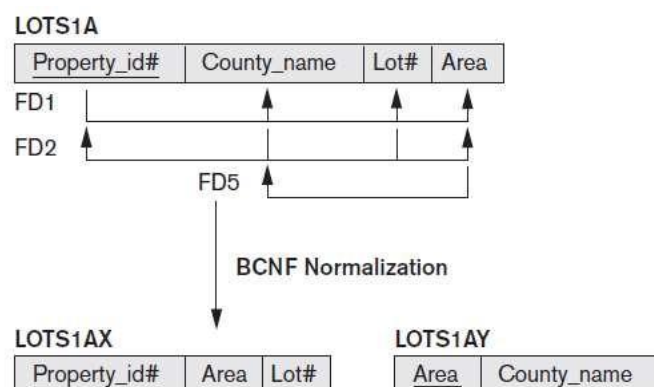 LOTS1A
Property_id# County_name Lot# Area
FD1
FD2
FD5
BCNF Normalization
LOTS1AX LOTS1AY
Property_id# Area Lot# Area County_name